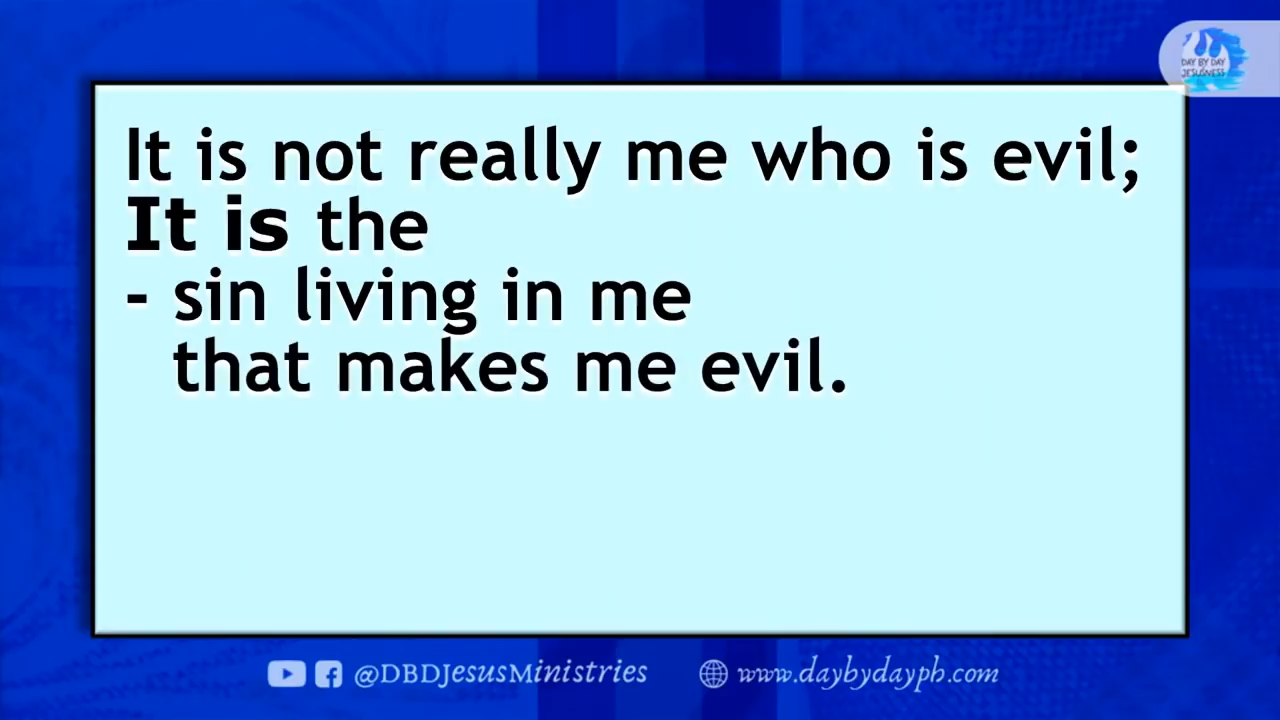 DAY BY DAY
JESUSNESS
It is not really me who is evil;
It is the
- sin living in me
that makes me evil.
@DBDJesusMinistries www.daybydayph.com